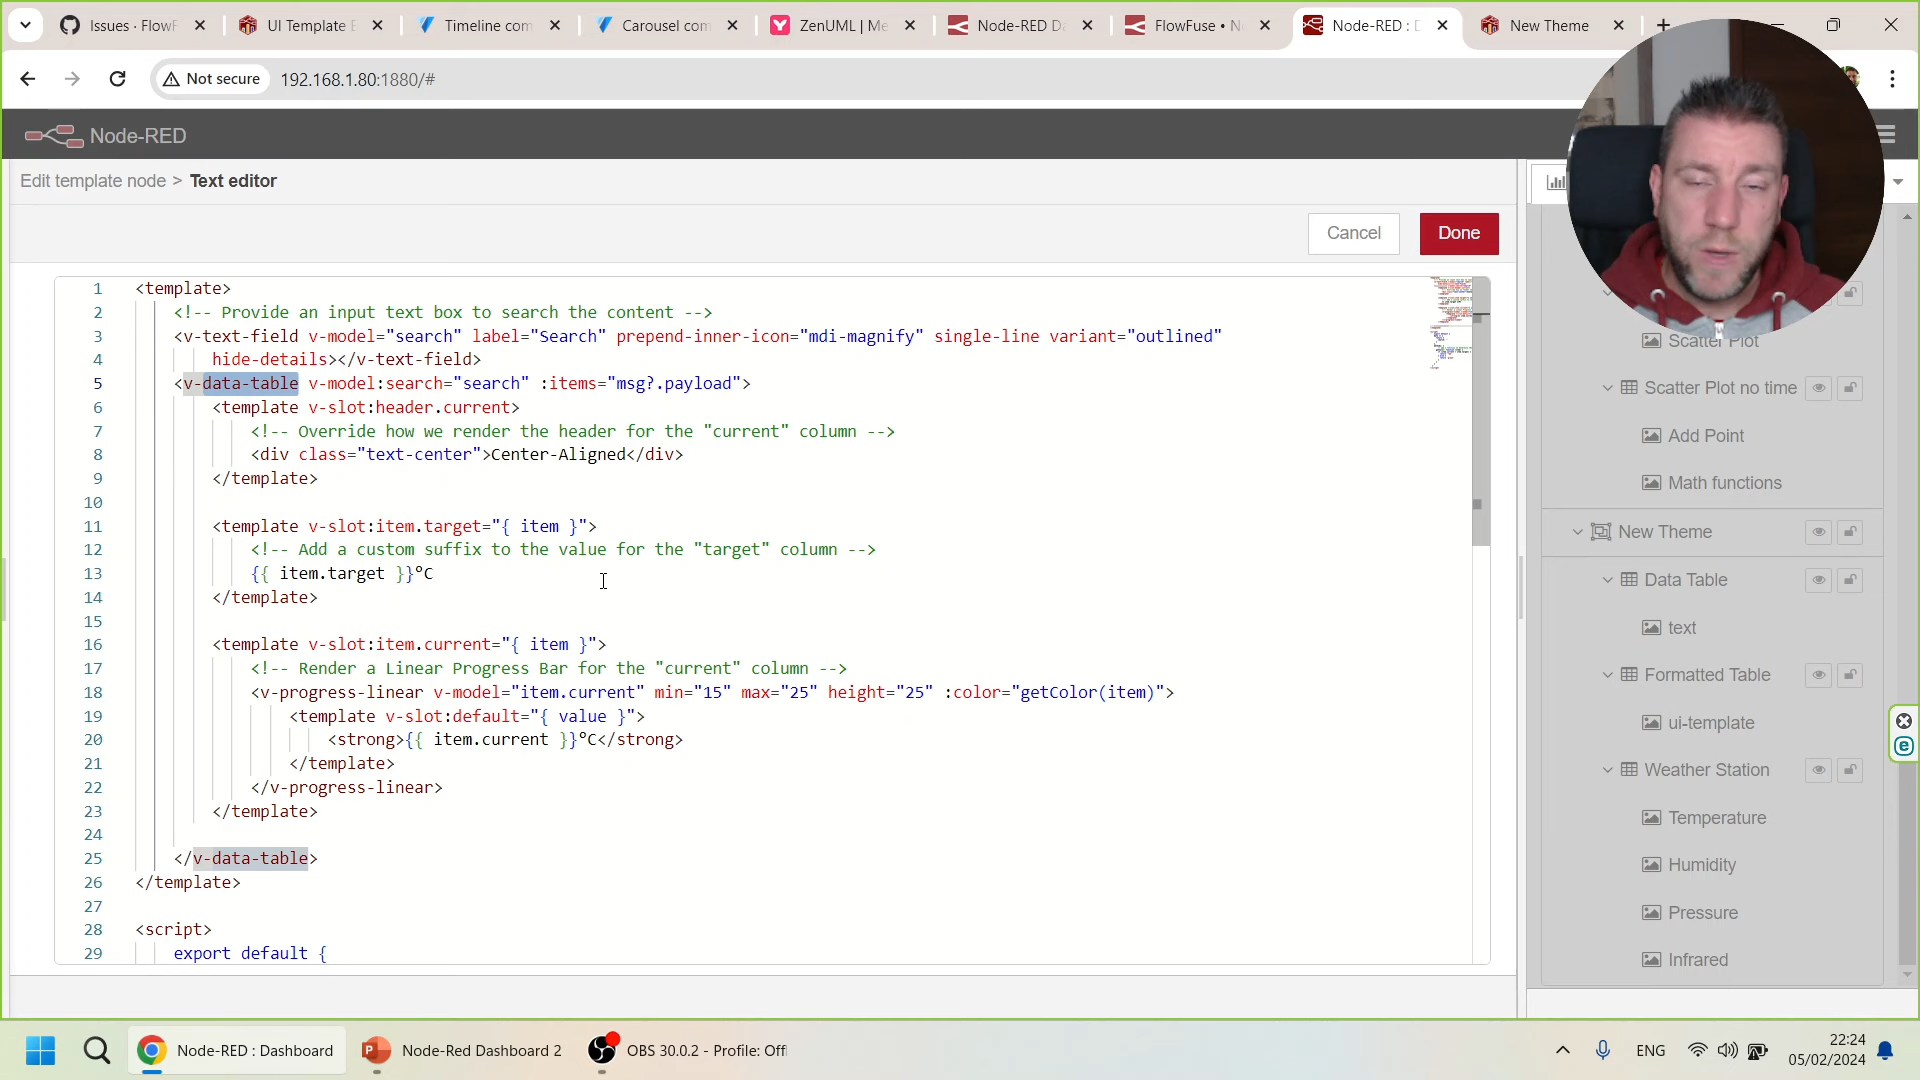 Issues · FlowF
UI Template E
Timeline com
Carousel com
ZenUML | Me
Node-RED Da
FlowFuse • N
Node-RED : D
New Theme
Not secure
192.168.1.80:1880/#
Node-RED
Edit template node > Text editor
Cancel
Done
1 <template>
2 <!-- Provide an input text box to search the content -->
3 <v-text-field v-model="search" label="Search" prepend-inner-icon="mdi-magnify" single-line variant="outlined"
4 hide-details></v-text-field>
5 <v-data-table v-model:search="search" :items="msg?.payload">
6 <template v-slot:header.current>
7 <!-- Override how we render the header for the "current" column -->
8 <div class="text-center">Center-Aligned</div>
9 </template>
10
11 <template v-slot:item.target="{ item }">
12 <!-- Add a custom suffix to the value for the "target" column -->
13 {{ item.target }}°C
14 </template>
15
16 <template v-slot:item.current="{ item }">
17 <!-- Render a Linear Progress Bar for the "current" column -->
18 <v-progress-linear v-model="item.current" min="15" max="25" height="25" :color="getColor(item)">
19 <template v-slot:default="{ value }">
20 <strong>{{ item.current }}°C</strong>
21 </template>
22 </v-progress-linear>
23 </template>
24
25 </v-data-table>
26 </template>
27
28 <script>
29 export default {
Scatter Plot
Scatter Plot no time
Add Point
Math functions
New Theme
Data Table
text
Formatted Table
ui-template
Weather Station
Temperature
Humidity
Pressure
Infrared
Node-RED : Dashboard
Node-Red Dashboard 2
OBS 30.0.2 - Profile: Off
ENG
22:24
05/02/2024